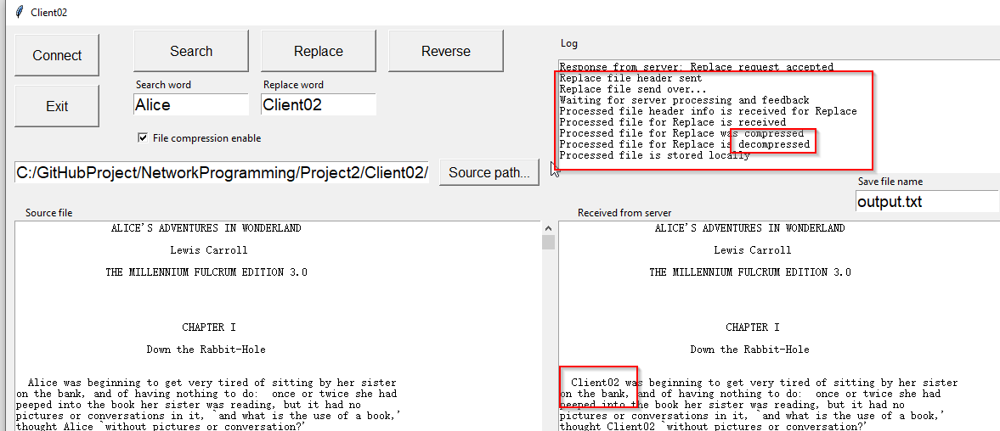 Client02
Connect
Search
Replace
Reverse
Log
Response from server: Replace request accepted
Replace file header sent
Replace file send over...
Waiting for server processing and feedback
Processed file header info is received for Replace
Processed file for Replace is received
Processed file for Replace was compressed
Processed file for Replace is decompressed
Processed file is stored locally
Search word
Replace word
Exit
Alice
Client02
File compression enable
C:/GitHubProject/NetworkProgramming/Project2/Client02/
Source path...
Save file name
output.txt
Source file
ALICE'S ADVENTURES IN WONDERLAND
Lewis Carroll
THE MILLENNIUM FULCRUM EDITION 3.0
CHAPTER I
Down the Rabbit-Hole
Alice was beginning to get very tired of sitting by her sister
on the bank, and of having nothing to do:  once or twice she had
peeped into the book her sister was reading, but it had no
pictures or conversations in it, `and what is the use of a book,'
thought Alice `without pictures or conversation?'
Received from server
ALICE'S ADVENTURES IN WONDERLAND
Lewis Carroll
THE MILLENNIUM FULCRUM EDITION 3.0
CHAPTER I
Down the Rabbit-Hole
Client02 was beginning to get very tired of sitting by her sister
on the bank, and of having nothing to do:  once or twice she had
peeped into the book her sister was reading, but it had no
pictures or conversations in it, `and what is the use of a book,'
thought Client02 `without pictures or conversation?'